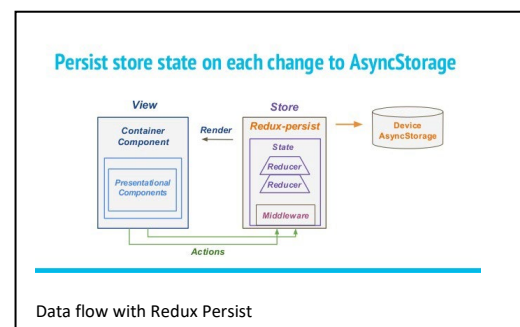 Persist store state on each change to AsyncStorage
View
Store
Container
Component
Render
Redux-persist
Device
AsyncStorage
State
Reducer
Presentational
Components
Reducer
Middleware
Actions
Data flow with Redux Persist